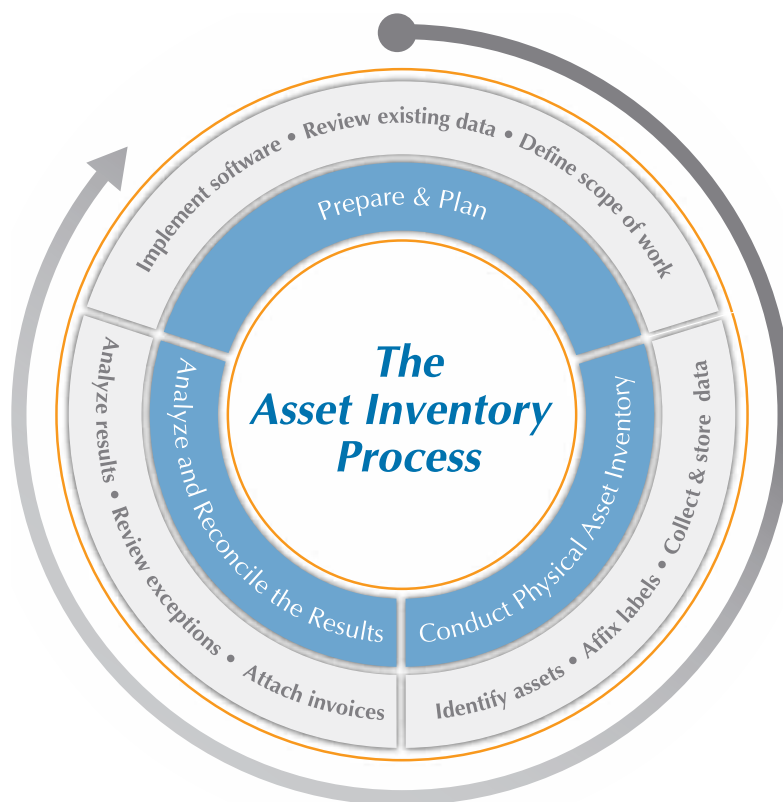 Implement software • Review existing data • Define scope of work
Prepare & Plan
The
Asset Inventory
Process
Analyze and Reconcile the Results
Conduct Physical Asset Inventory
Analyze results • Review exceptions • Attach invoices
Identify assets • Affix labels • Collect & store data